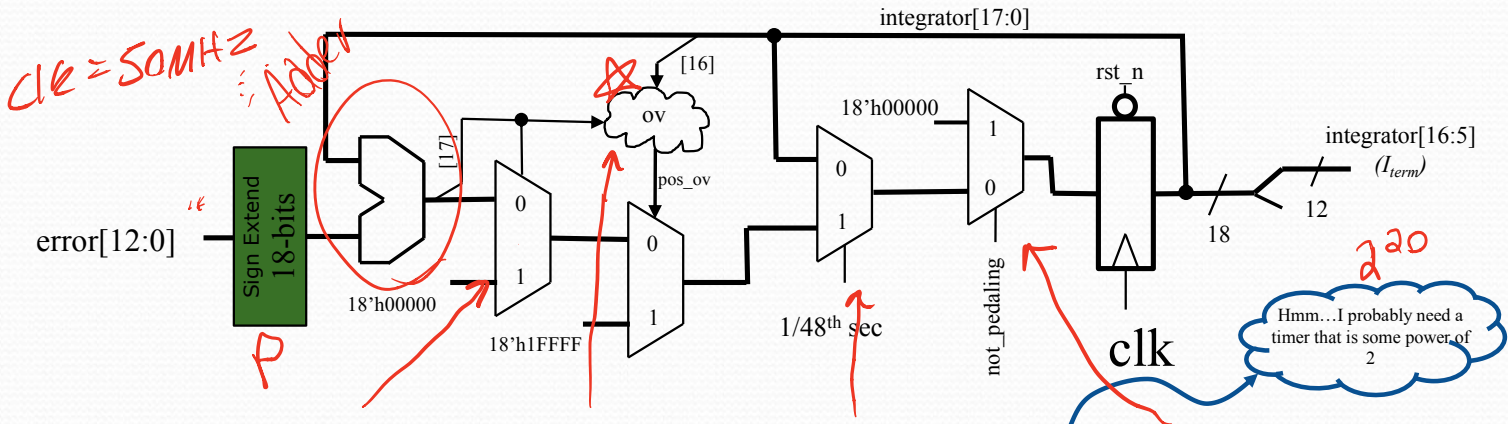 integrator[17:0]
clk = 50MHZ
Adder
[16]
rst_n
18'h00000
ov
1
integrator[16:5]
(Iterm)
[17]
pos_ov
0
0
0
12
error[12:0]
Sign Extend
18-bits
0
1
18
1
18'h00000
2^20
P
18'h1FFFF
1
1/48th sec
not_pedaling
clk
Hmm…I probably need a
timer that is some power of
2